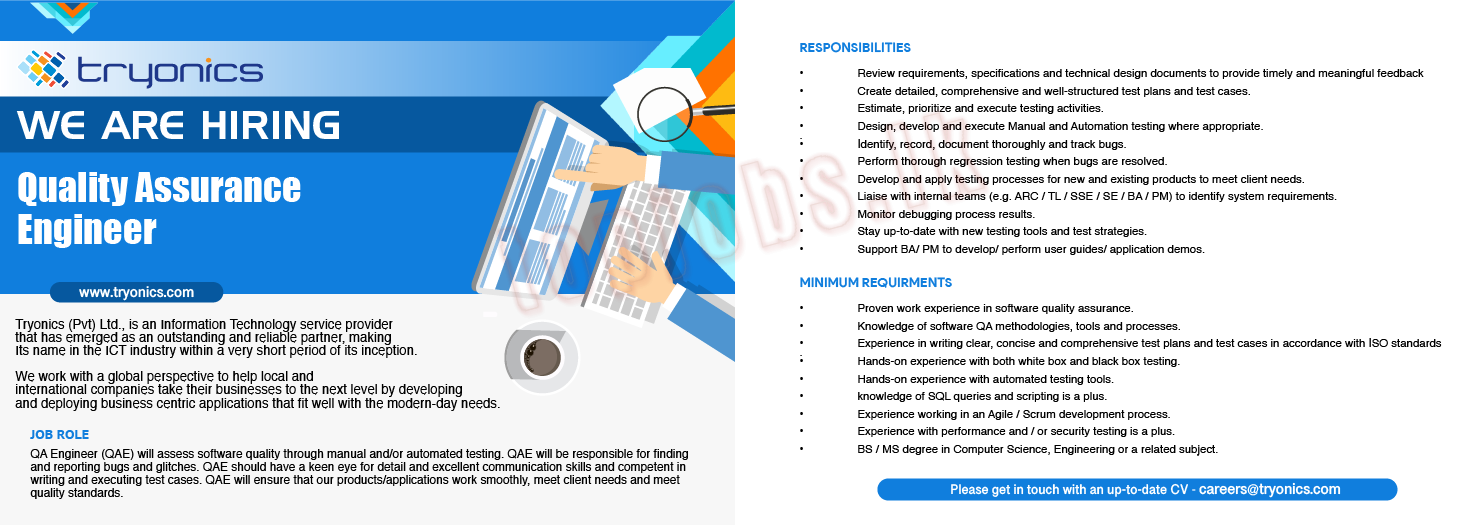 tryonics
WE ARE HIRING
Quality Assurance
Engineer
www.tryonics.com
Tryonics (Pvt) Ltd., is an Information Technology service provider
that has emerged as an outstanding and reliable partner, making
its name in the ICT industry within a very short period of its inception.
We work with a global perspective to help local and
international companies take their businesses to the next level by developing
and deploying business centric applications that fit well with the modern-day needs.
JOB ROLE
QA Engineer (QAE) will assess software quality through manual and/or automated testing. QAE will be responsible for finding
and reporting bugs and glitches. QAE should have a keen eye for detail and excellent communication skills and competent in
writing and executing test cases. QAE will ensure that our products/applications work smoothly, meet client needs and meet
quality standards.
RESPONSIBILITIES
• Review requirements, specifications and technical design documents to provide timely and meaningful feedback
• Create detailed, comprehensive and well-structured test plans and test cases.
• Estimate, prioritize and execute testing activities.
• Design, develop and execute Manual and Automation testing where appropriate.
• Identify, record, document thoroughly and track bugs.
• Perform thorough regression testing when bugs are resolved.
• Develop and apply testing processes for new and existing products to meet client needs.
• Liaise with internal teams (e.g. ARC / TL / SSE / SE / BA / PM) to identify system requirements.
• Monitor debugging process results.
• Stay up-to-date with new testing tools and test strategies.
• Support BA/ PM to develop/ perform user guides/ application demos.
MINIMUM REQUIRMENTS
• Proven work experience in software quality assurance.
• Knowledge of software QA methodologies, tools and processes.
• Experience in writing clear, concise and comprehensive test plans and test cases in accordance with ISO standards
• Hands-on experience with both white box and black box testing.
• Hands-on experience with automated testing tools.
• knowledge of SQL queries and scripting is a plus.
• Experience working in an Agile / Scrum development process.
• Experience with performance and / or security testing is a plus.
• BS / MS degree in Computer Science, Engineering or a related subject.
Please get in touch with an up-to-date CV - careers@tryonics.com
topjobs.lk